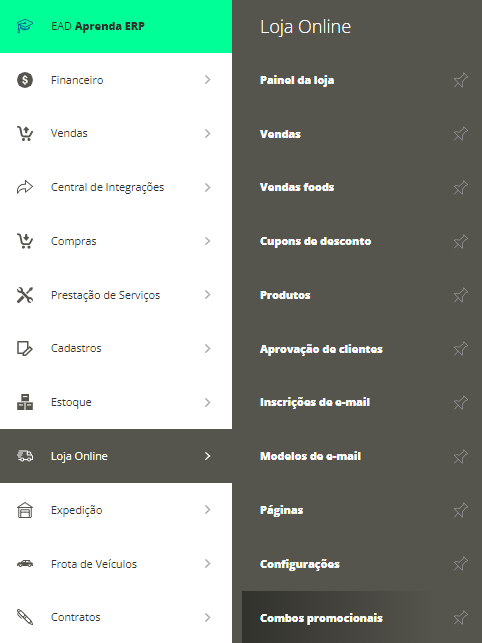 EAD Aprenda ERP
Financeiro
Vendas
Central de Integrações
Compras
Prestação de Serviços
Cadastros
Estoque
Loja Online
Expedição
Frota de Veículos
Contratos
Loja Online
Painel da loja
Vendas
Vendas foods
Cupons de desconto
Produtos
Aprovação de clientes
Inscrições de e-mail
Modelos de e-mail
Páginas
Configurações
Combos promocionais